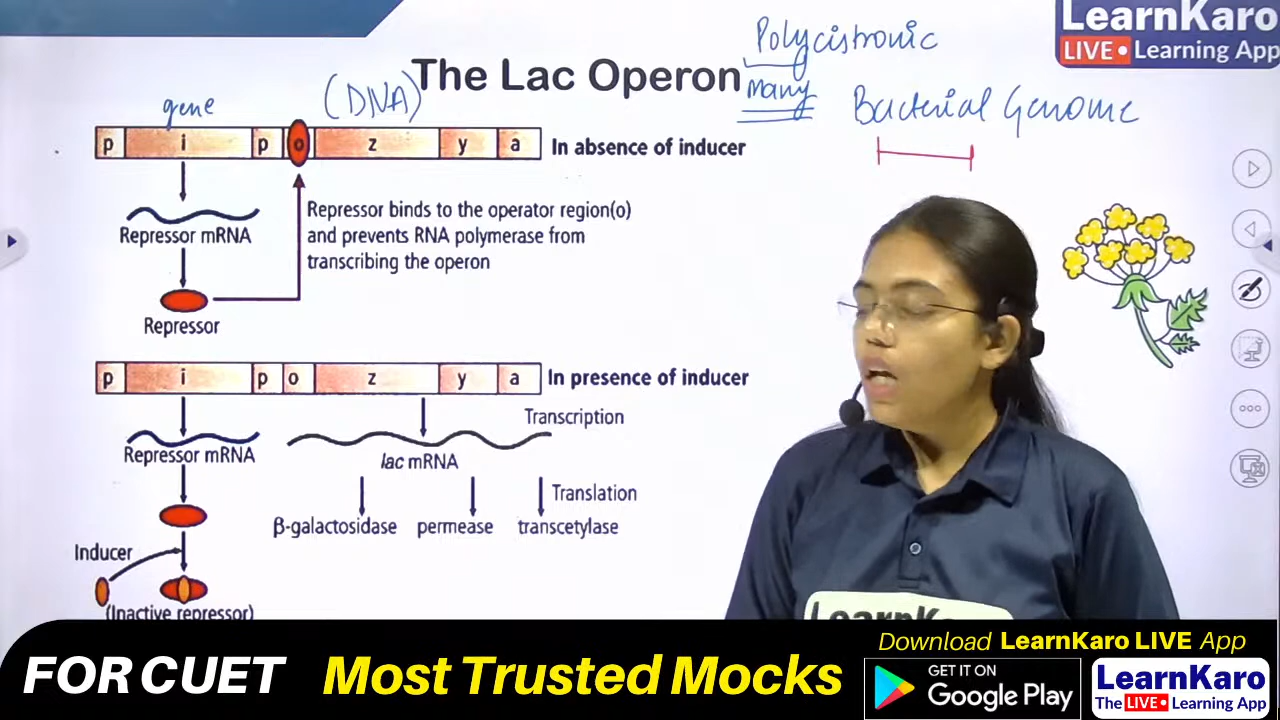 LearnKaro
LIVE • Learning App
Polycistronic
The Lac Operon
many
(DNA)
gene
Bacterial Genome
p i p o z y a
In absence of inducer
Repressor mRNA
Repressor binds to the operator region(o)
and prevents RNA polymerase from
transcribing the operon
Repressor
p i p o z y a
In presence of inducer
Transcription
Repressor mRNA
lac mRNA
Translation
β-galactosidase permease transcetylase
Inducer
(Inactive repressor)
LearnKa
FOR CUET Most Trusted Mocks
Download LearnKaro LIVE App
GET IT ON
Google Play
LearnKaro
The LIVE • Learning App